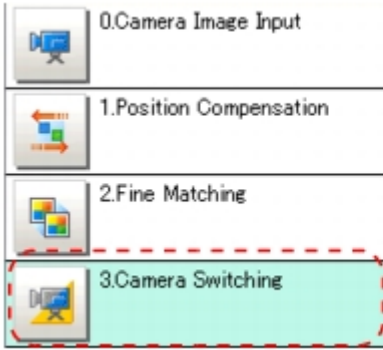 0.Camera Image Input
1.Position Compensation
2.Fine Matching
3.Camera Switching